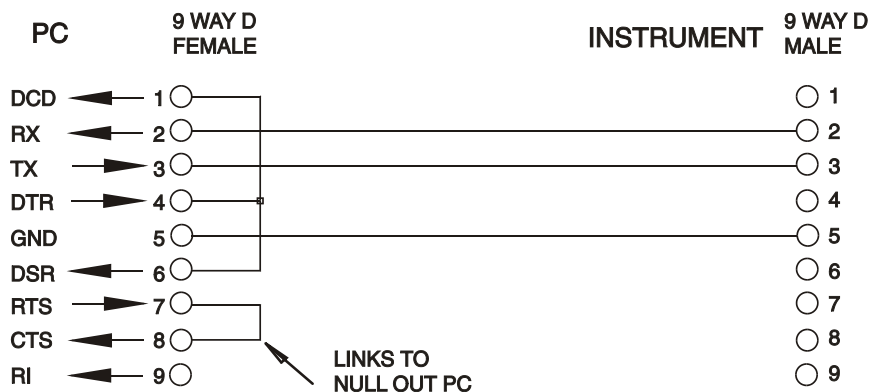 PC
9 WAY D
FEMALE
INSTRUMENT
9 WAY D
MALE
DCD 1 1
RX 2 2
TX 3 3
DTR 4 4
GND 5 5
DSR 6 6
RTS 7 7
CTS 8 8
RI 9 9
LINKS TO
NULL OUT PC